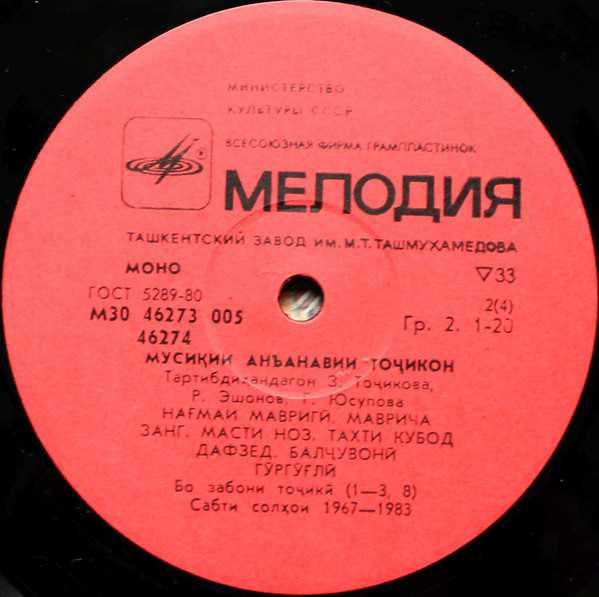 МИНИСТЕРСТВО
КУЛЬТУРЫ СССР
ВСЕСОЮЗНАЯ ФИРМА ГРАМПЛАСТИНОК
МЕЛОДИЯ
ТАШКЕНТСКИЙ ЗАВОД ИМ. М.Т. ТАШМУХАМЕДОВА
МОНО ▽33
ГОСТ 5289-80 2(4)
М30 46273 005 Гр. 2. 1-20
46274
МУСИҚИИ АНЪАНАВИИ ТОҶИКОН
Тартибдиҳандагон З. Тоҷикова,
Р. Эшонов, Г. Юсупова
НАҒМАИ МАВРИГӢ. МАВРИЧА
ЗАНГ. МАСТИ НОЗ. ТАХТИ КУБОД
ДАФЗЕД. БАЛҶУВОНӢ
ГӮРГӮҒЛӢ
Бо забони тоҷикӣ (1—3, 8)
Сабти солҳои 1967—1983